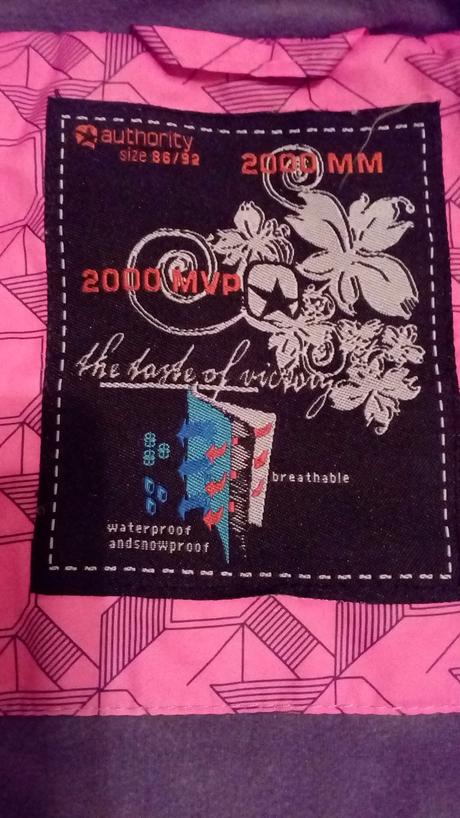 authority
size 86/92
2000 MM
2000 MVP
the taste of victory
breathable
waterproof
andsnowproof